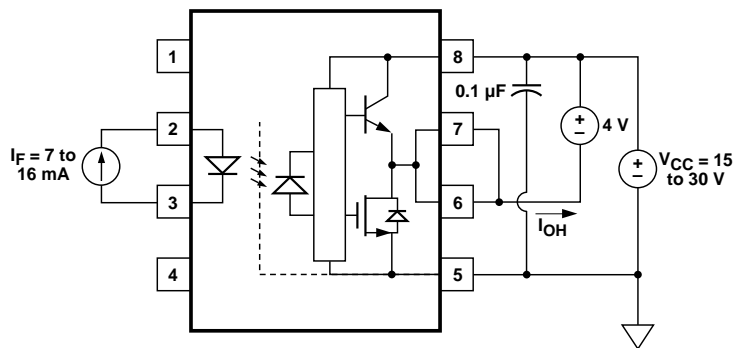 1
8
0.1 µF
2
7
4 V
I_F = 7 to
16 mA
V_CC = 15
to 30 V
3
6
I_OH
4
5